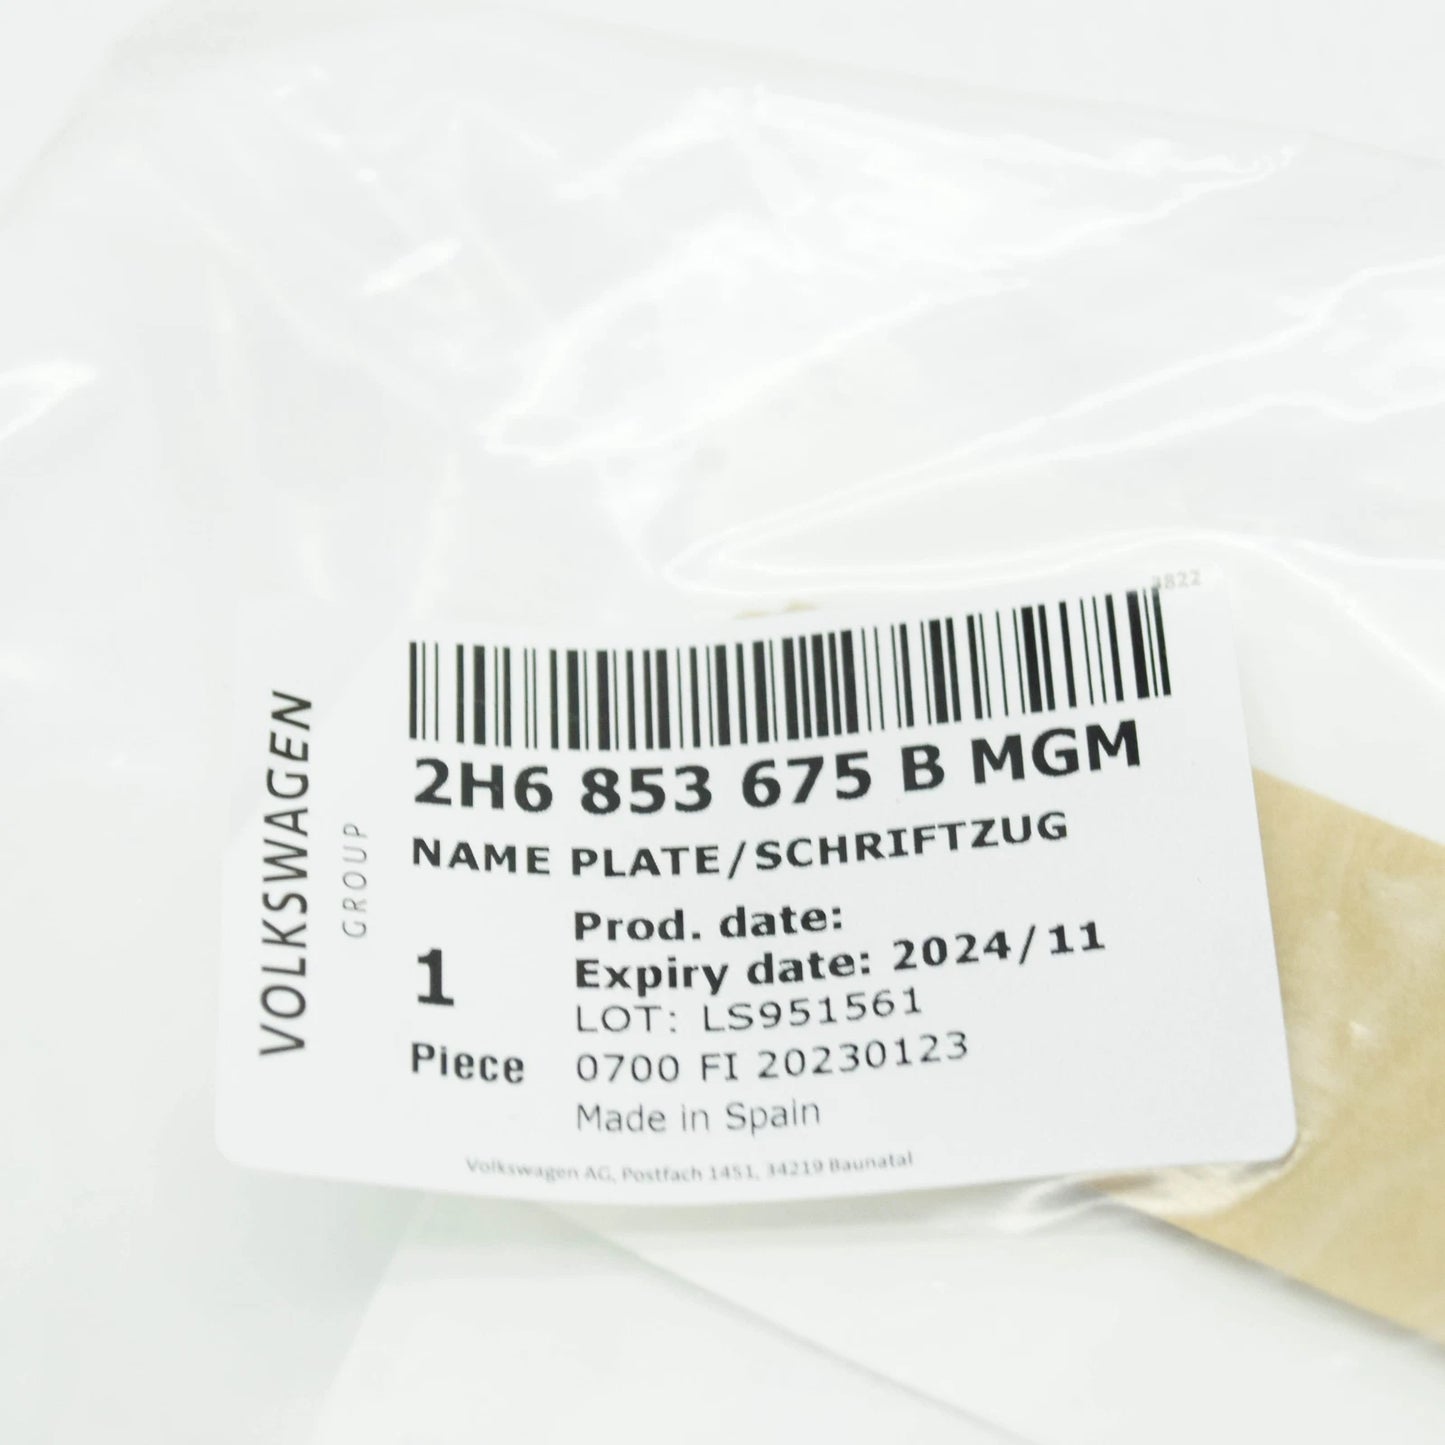 VOLKSWAGEN
GROUP
2H6 853 675 B MGM
NAME PLATE/SCHRIFTZUG
1
Piece
Prod. date:
Expiry date: 2024/11
LOT: LS951561
0700 FI 20230123
Made in Spain
Volkswagen AG, Postfach 1451, 34219 Baunatal